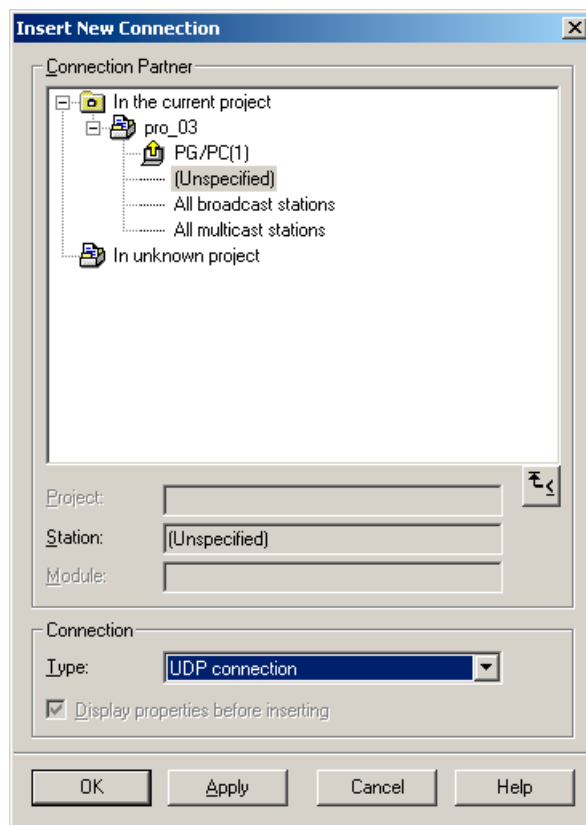 Insert New Connection
Connection Partner
In the current project
pro_03
PG/PC(1)
(Unspecified)
All broadcast stations
All multicast stations
In unknown project
Project:
Station: (Unspecified)
Module:
Connection
Type: UDP connection
Display properties before inserting
OK Apply Cancel Help